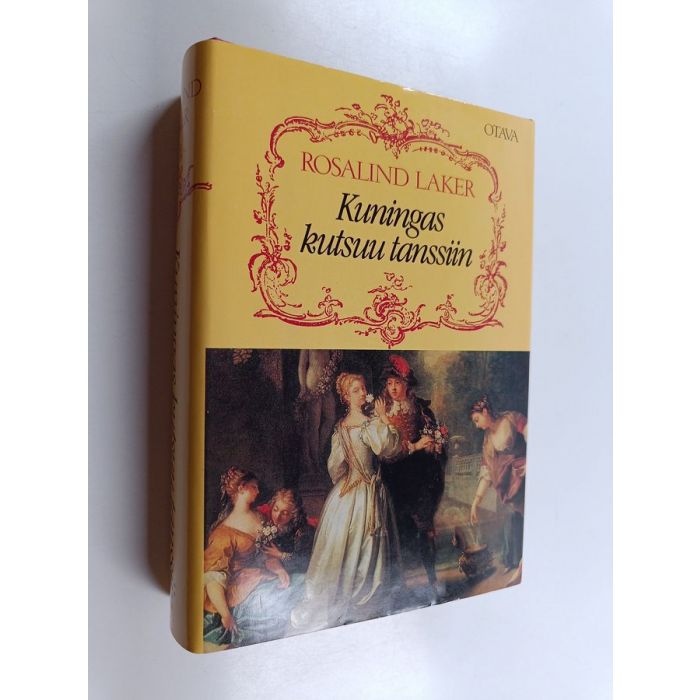 OTAVA
ROSALIND LAKER
Kuningas
kutsuu tanssiin